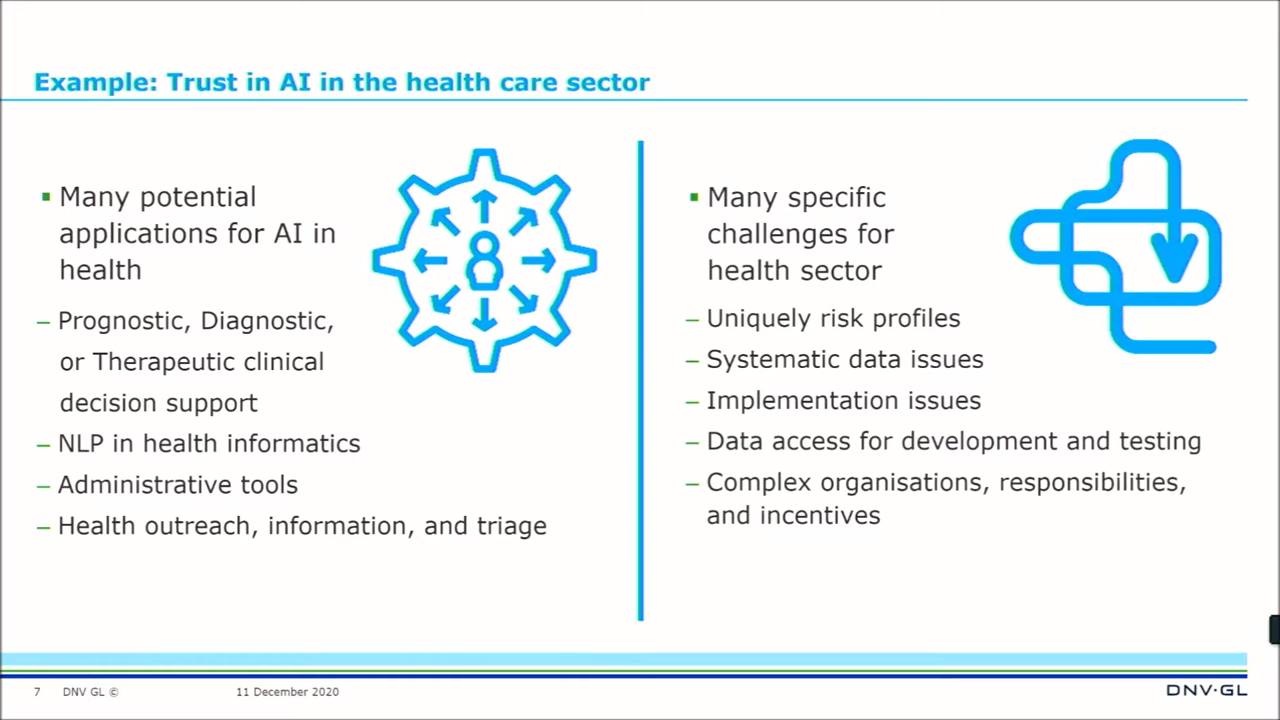 Example: Trust in AI in the health care sector
▪ Many potential
applications for AI in
health
– Prognostic, Diagnostic,
or Therapeutic clinical
decision support
– NLP in health informatics
– Administrative tools
– Health outreach, information, and triage
▪ Many specific
challenges for
health sector
– Uniquely risk profiles
– Systematic data issues
– Implementation issues
– Data access for development and testing
– Complex organisations, responsibilities,
and incentives
7 DNV GL © 11 December 2020
DNV·GL